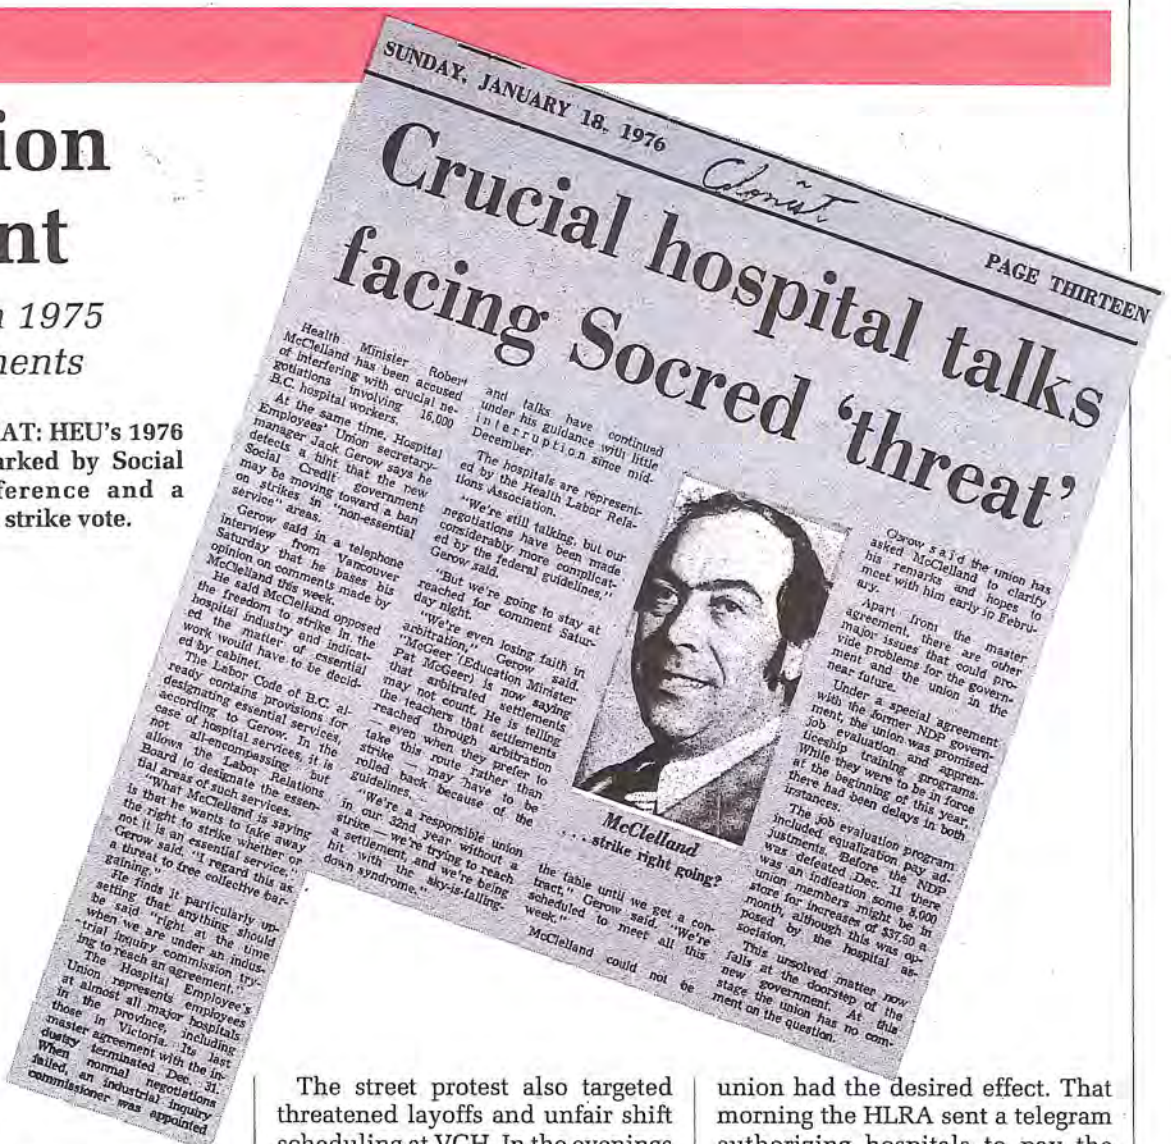 ion
nt
1975
ents
AT: HEU's 1976
arked by Social
ference and a
strike vote.
SUNDAY, JANUARY 18, 1976
Colonist
PAGE THIRTEEN
Crucial hospital talks
facing Socred ‘threat’
Health Minister Robert
McClelland has been accused
of interfering with crucial ne-
gotiations involving 16,000
B.C. hospital workers.
At the same time, Hospital
Employees' Union secretary-
manager Jack Gerow says he
detects a hint that the new
Social Credit government
may be moving toward a ban
on strikes in "non-essential
service" areas.
Gerow said in a telephone
interview from Vancouver
Saturday that he bases his
opinion on comments made by
McClelland this week.
He said McClelland opposed
the freedom to strike in the
hospital industry and indicat-
ed the matter of essential
work would have to be decid-
ed by cabinet.
The Labor Code of B.C. al-
ready contains provisions for
designating essential services,
according to Gerow. In the
case of hospital services, it is
not all-encompassing but
allows the Labor Relations
Board to designate the essen-
tial areas of such services.
"What McClelland is saying
is that he wants to take away
the right to strike whether or
not it is an essential service,"
Gerow said. "I regard this as
a threat to free collective bar-
gaining."
He finds it particularly up-
setting that anything should
be said "right at the time
when we are under an indus-
trial inquiry commission try-
ing to reach an agreement."
The Hospital Employee's
Union represents employees
at almost all major hospitals
in the province, including
those in Victoria. Its last
master agreement with the in-
dustry terminated Dec. 31.
When normal negotiations
failed, an industrial inquiry
commissioner was appointed
and talks have continued
under his guidance with little
interruption since mid-
December.
The hospitals are represent-
ed by the Health Labor Rela-
tions Association.
"We're still talking, but our
negotiations have been made
considerably more complicat-
ed by the federal guidelines,"
Gerow said.
"But we're going to stay at
reached for comment Satur-
day night.
"We're even losing faith in
arbitration," Gerow said.
"McGeer (Education Minister
Pat McGeer) is now saying
that arbitrated settlements
may not count. He is telling
the teachers that settlements
reached through arbitration
— even when they prefer to
take this route rather than
strike — may have to be
rolled back because of the
guidelines.
"We're a responsible union
in our 32nd year without a
strike — we're trying to reach
a settlement, and we're being
hit with the sky-is-falling-
down syndrome."
McClelland
. . . strike right going?
the table until we get a con-
tract," Gerow said. "We're
scheduled to meet all this
week."
McClelland could not be
Gerow said the union has
asked McClelland to clarify
his remarks and hopes to
meet with him early in Febru-
ary.
Apart from the master
agreement, there are other
major issues that could pro-
vide problems for the govern-
ment and the union in the
near future.
Under a special agreement
with the former NDP govern-
ment, the union was promised
job evaluation and appren-
ticeship training programs.
While they were to be in force
at the beginning of this year,
there had been delays in both
instances.
The job evaluation program
included equalization pay ad-
justments. Before the NDP
was defeated Dec. 11 there
was an indication some 8,000
union members might be in
store for increases of $37.50 a
month, although this was op-
posed by the hospital as-
sociation.
This unsolved matter now
falls at the doorstep of the
new government. At this
stage the union has no com-
ment on the question.
The street protest also targeted
threatened layoffs and unfair shift
scheduling at VGH. In the evenings
union had the desired effect. That
morning the HLRA sent a telegram
authorizing hospitals to pay the